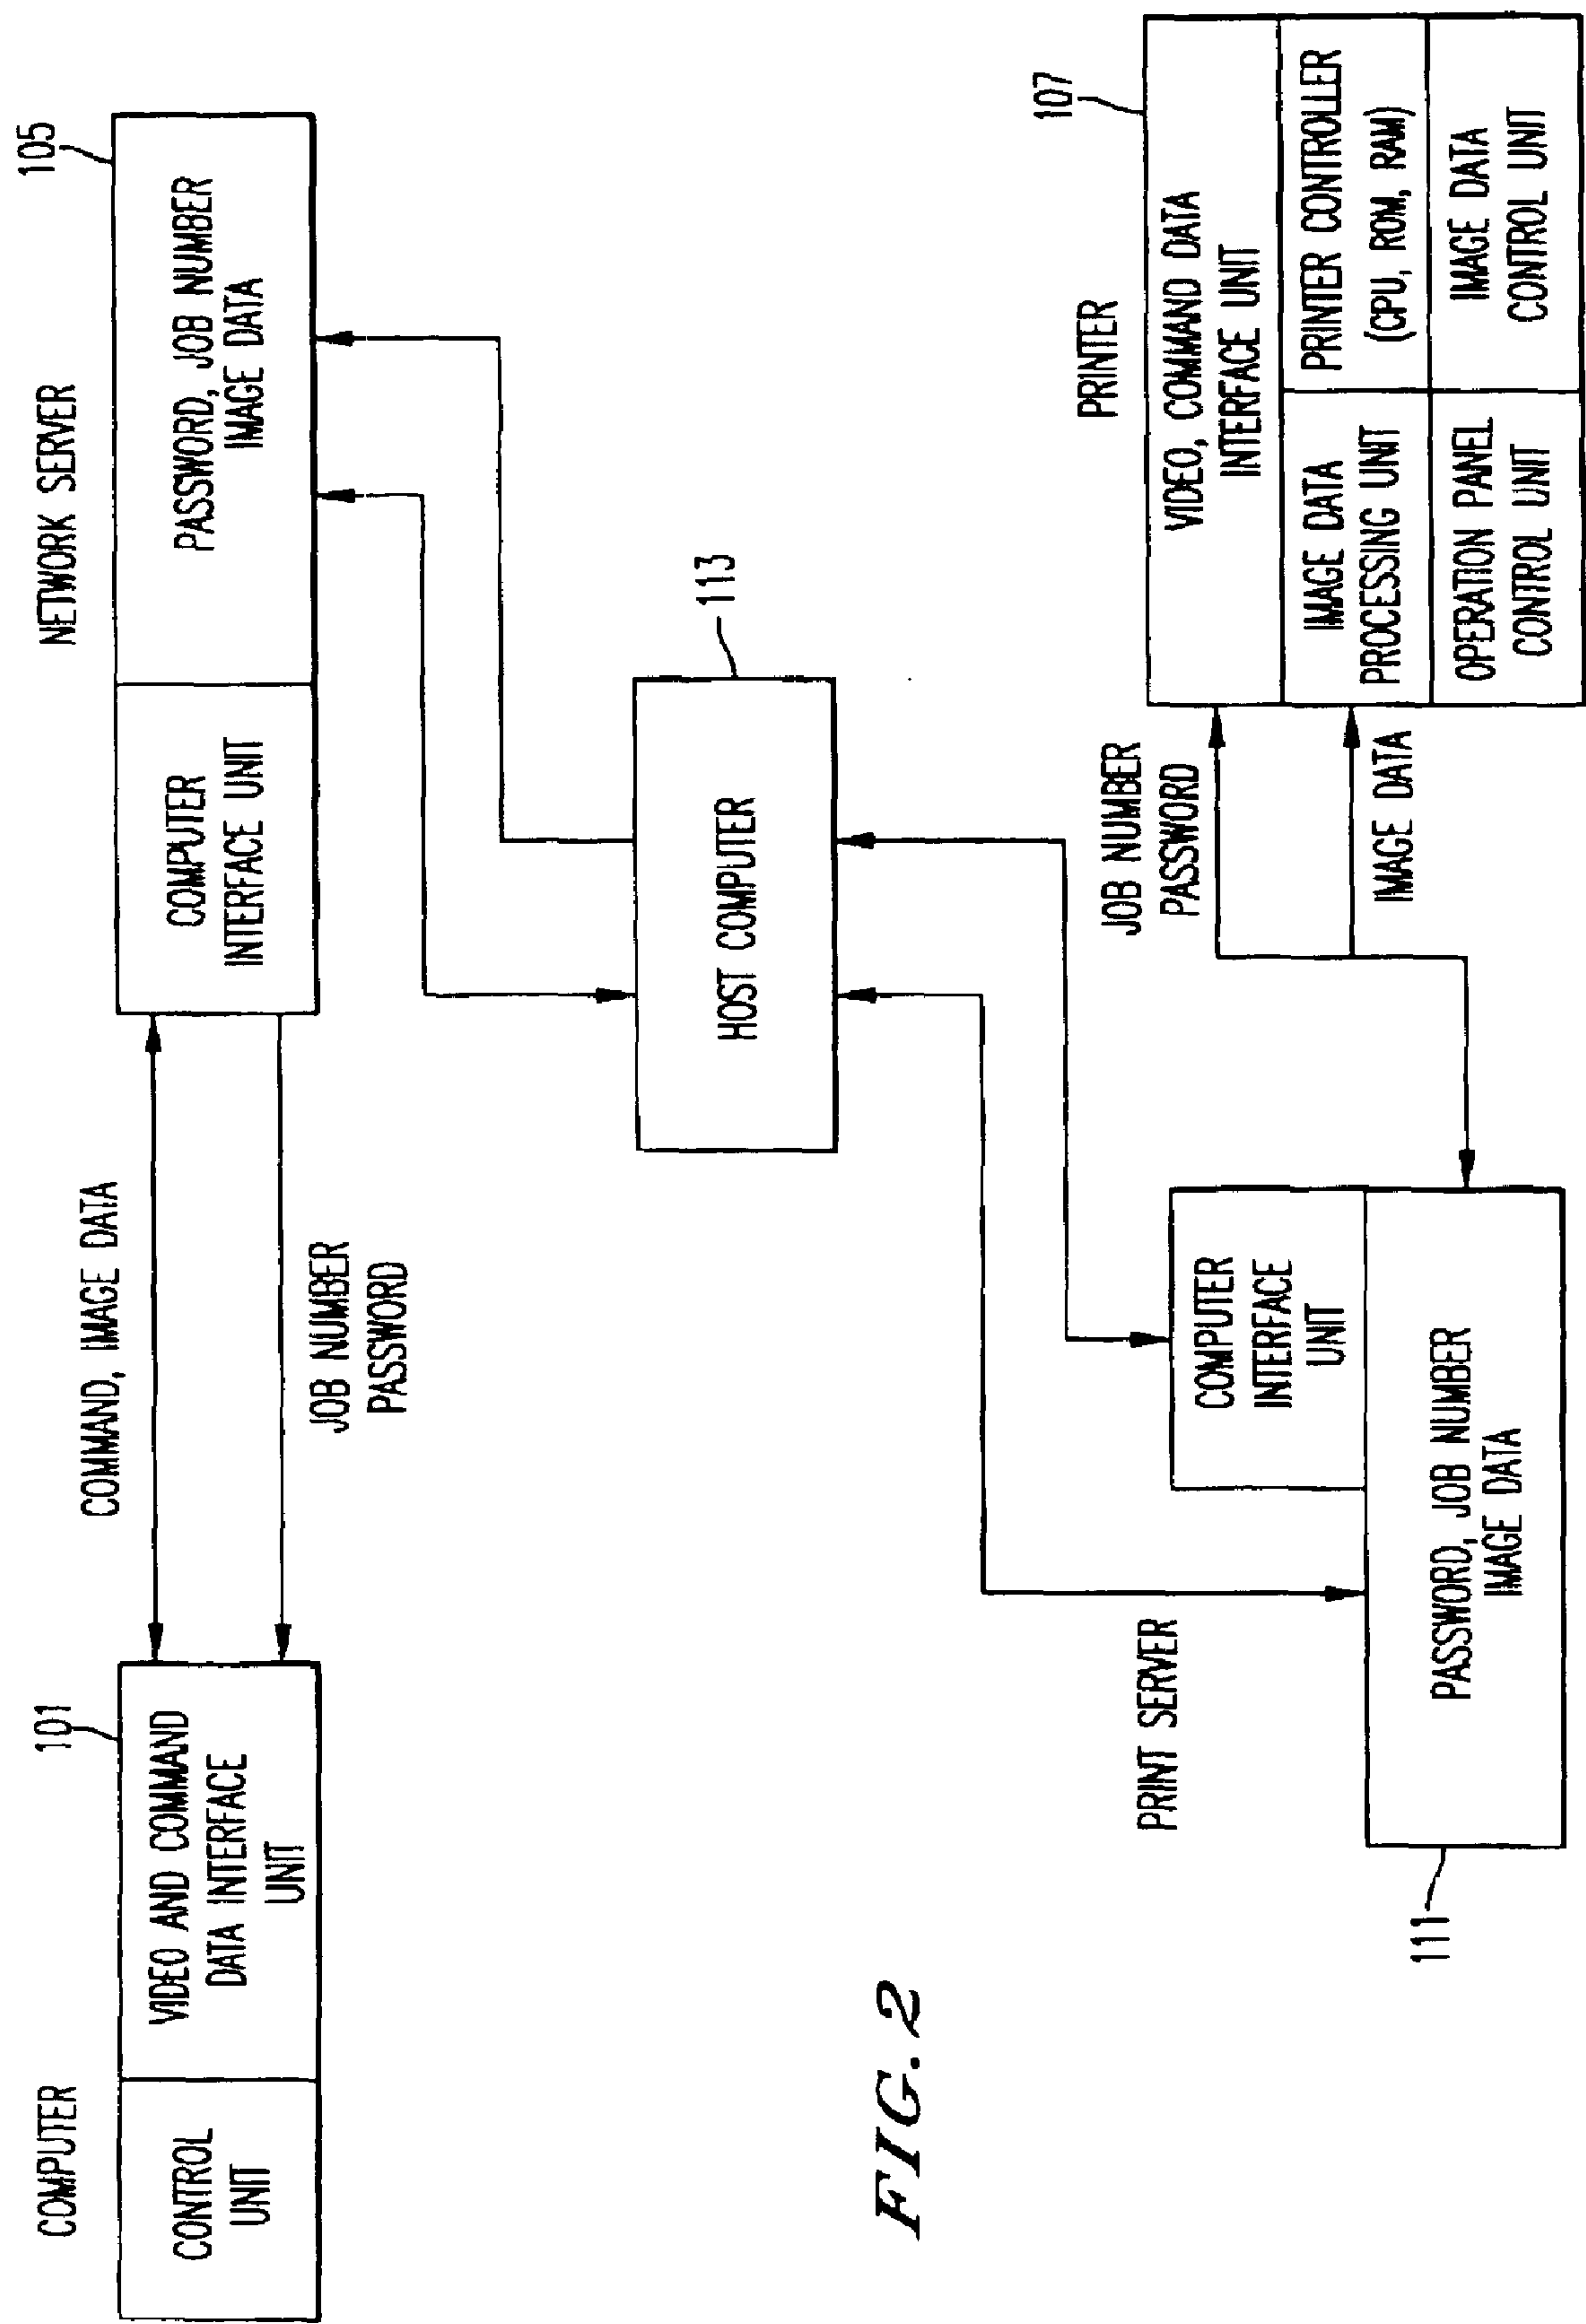 COMPUTER
101
CONTROL
UNIT
VIDEO AND COMMAND
DATA INTERFACE
UNIT
COMMAND, IMAGE DATA
JOB NUMBER
PASSWORD
NETWORK SERVER
105
COMPUTER
INTERFACE UNIT
PASSWORD, JOB NUMBER
IMAGE DATA
HOST COMPUTER
113
PRINT SERVER
111
COMPUTER
INTERFACE
UNIT
PASSWORD, JOB NUMBER
IMAGE DATA
JOB NUMBER
PASSWORD
IMAGE DATA
PRINTER
107
VIDEO, COMMAND DATA
INTERFACE UNIT
IMAGE DATA
PROCESSING UNIT
PRINTER CONTROLLER
(CPU, ROM, RAM)
OPERATION PANEL
CONTROL UNIT
IMAGE DATA
CONTROL UNIT
FIG. 2